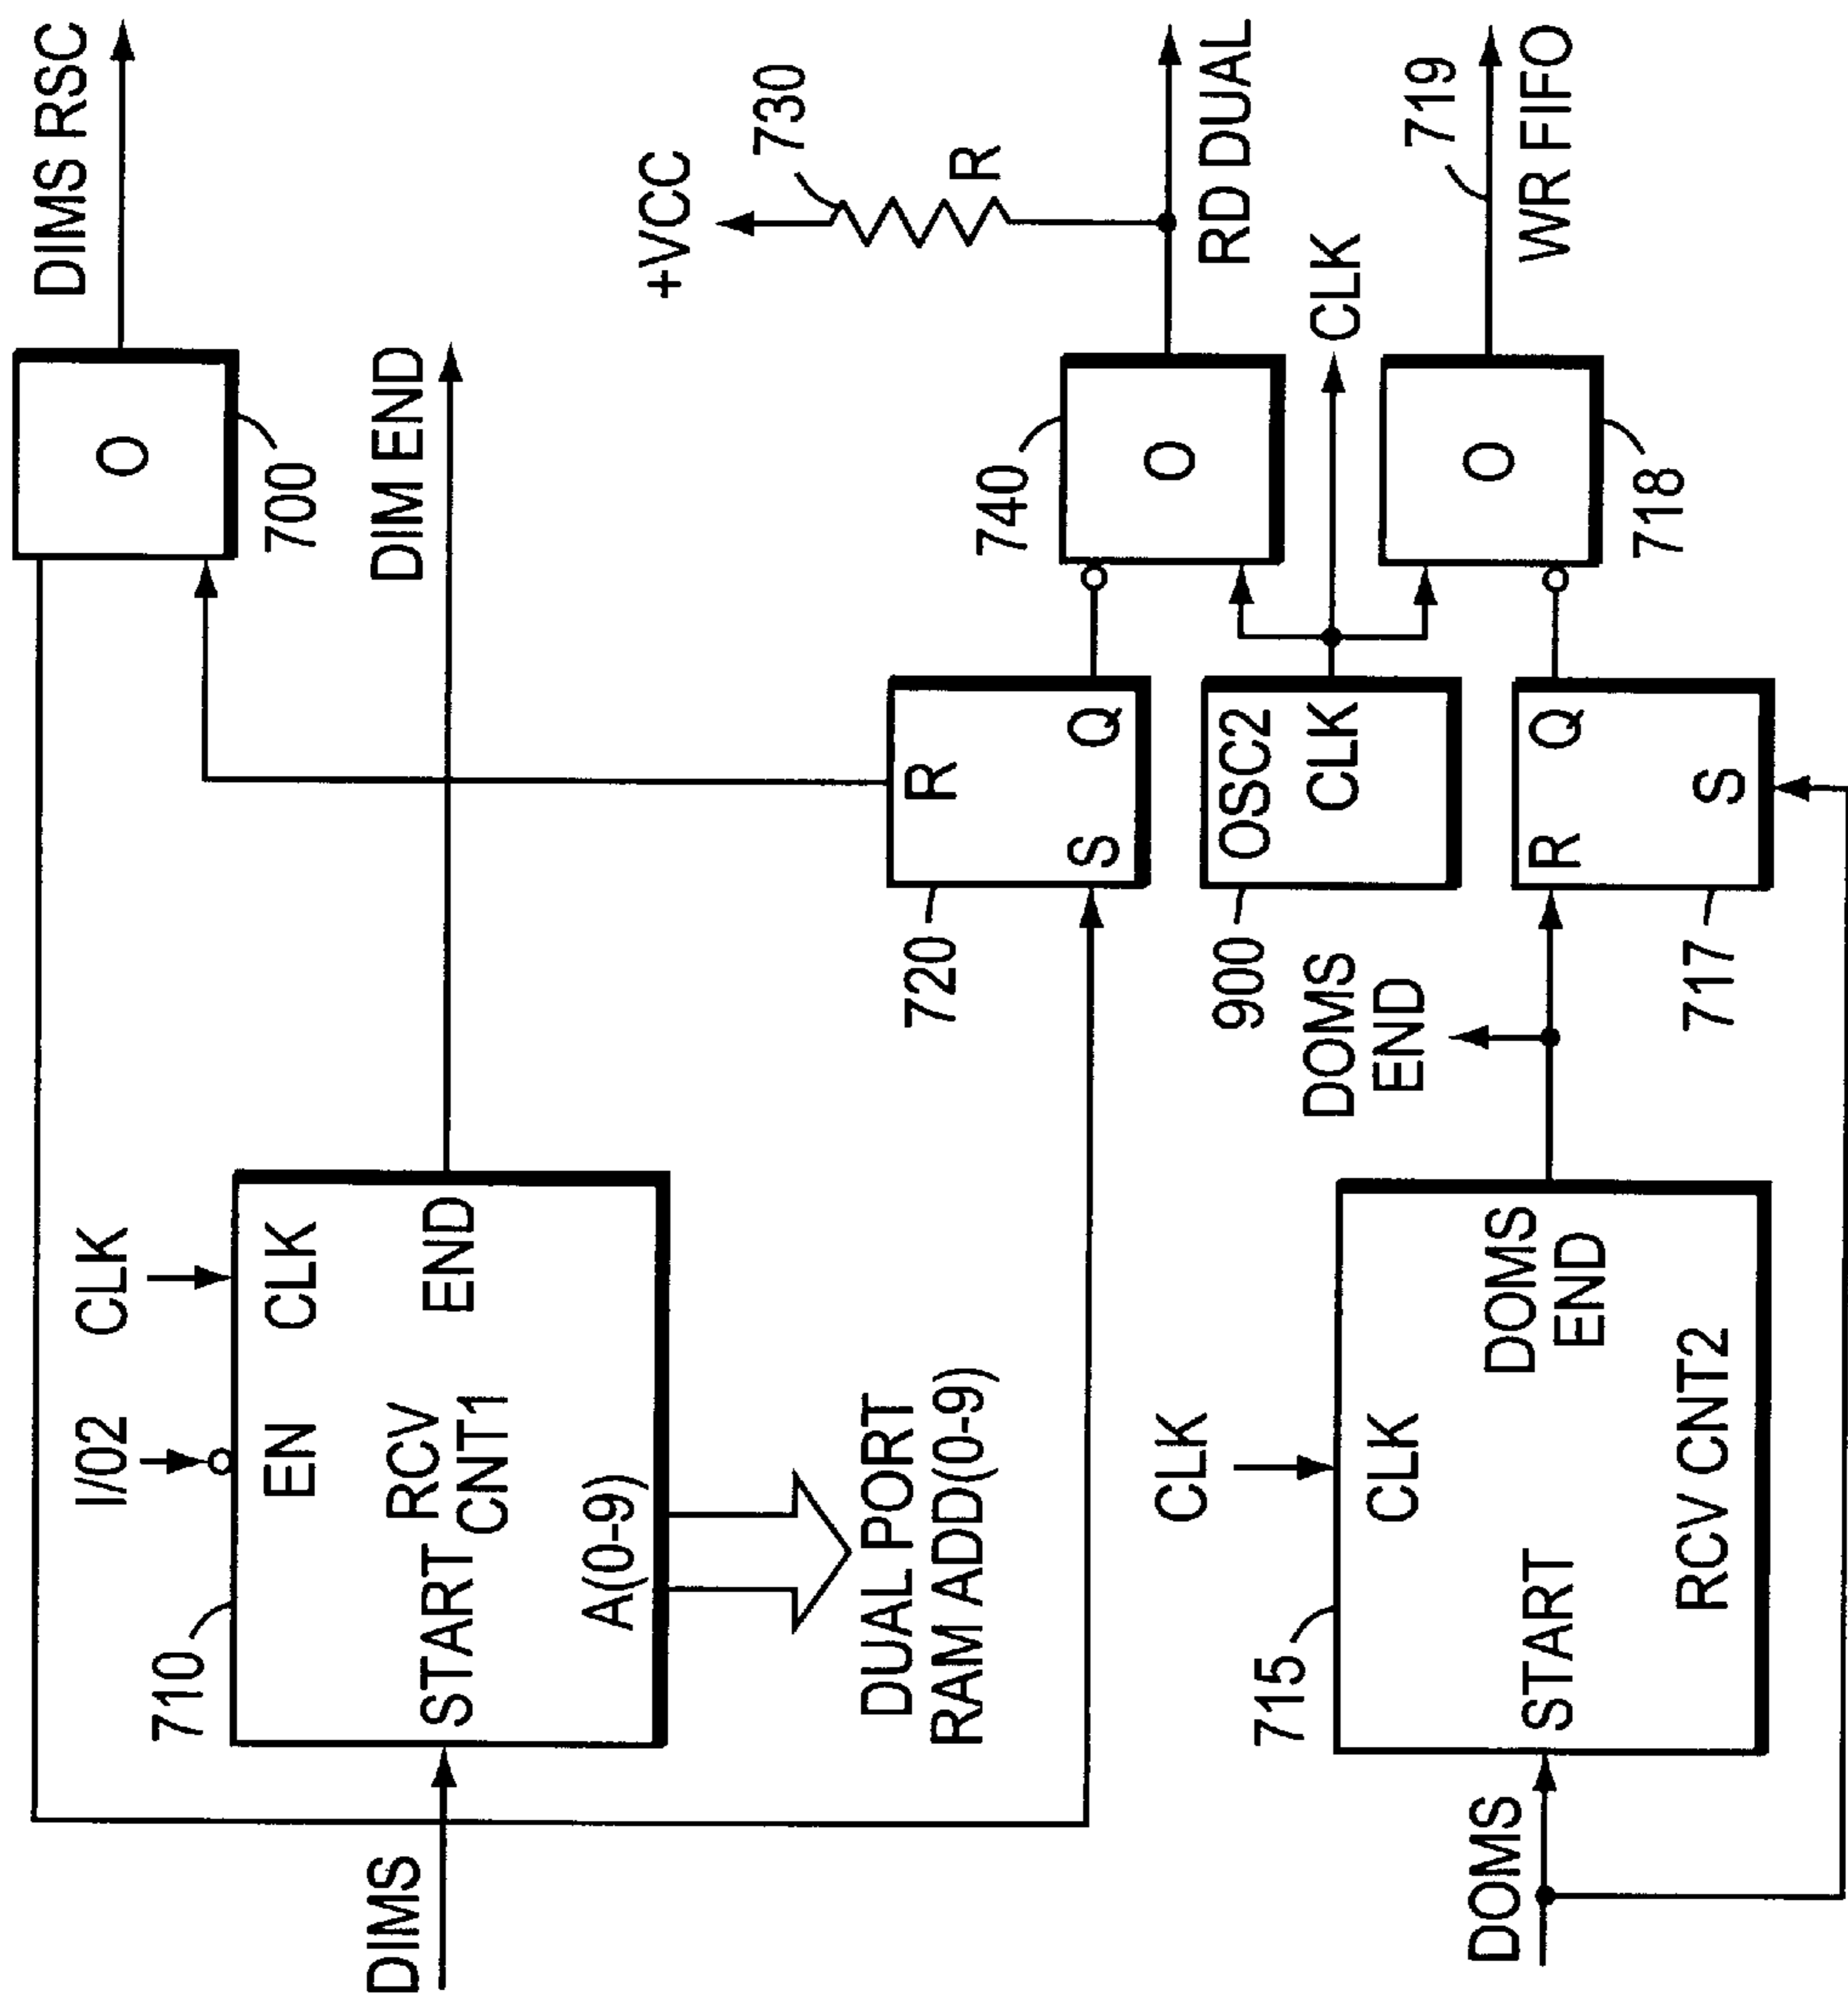 DIMS RSC
O
700
DIM END
CLK
I/02
CLK
EN
END
RCV
CNT1
START
A(0-9)
710
DIMS
DUAL PORT
RAM ADD(0-9)
+VCC
730
R
RD DUAL
O
740
R
Q
S
720
OSC2
CLK
900
CLK
719
WR FIFO
O
718
R
Q
S
717
DOMS
END
CLK
CLK
DOMS
END
START
RCV CNT2
715
DOMS